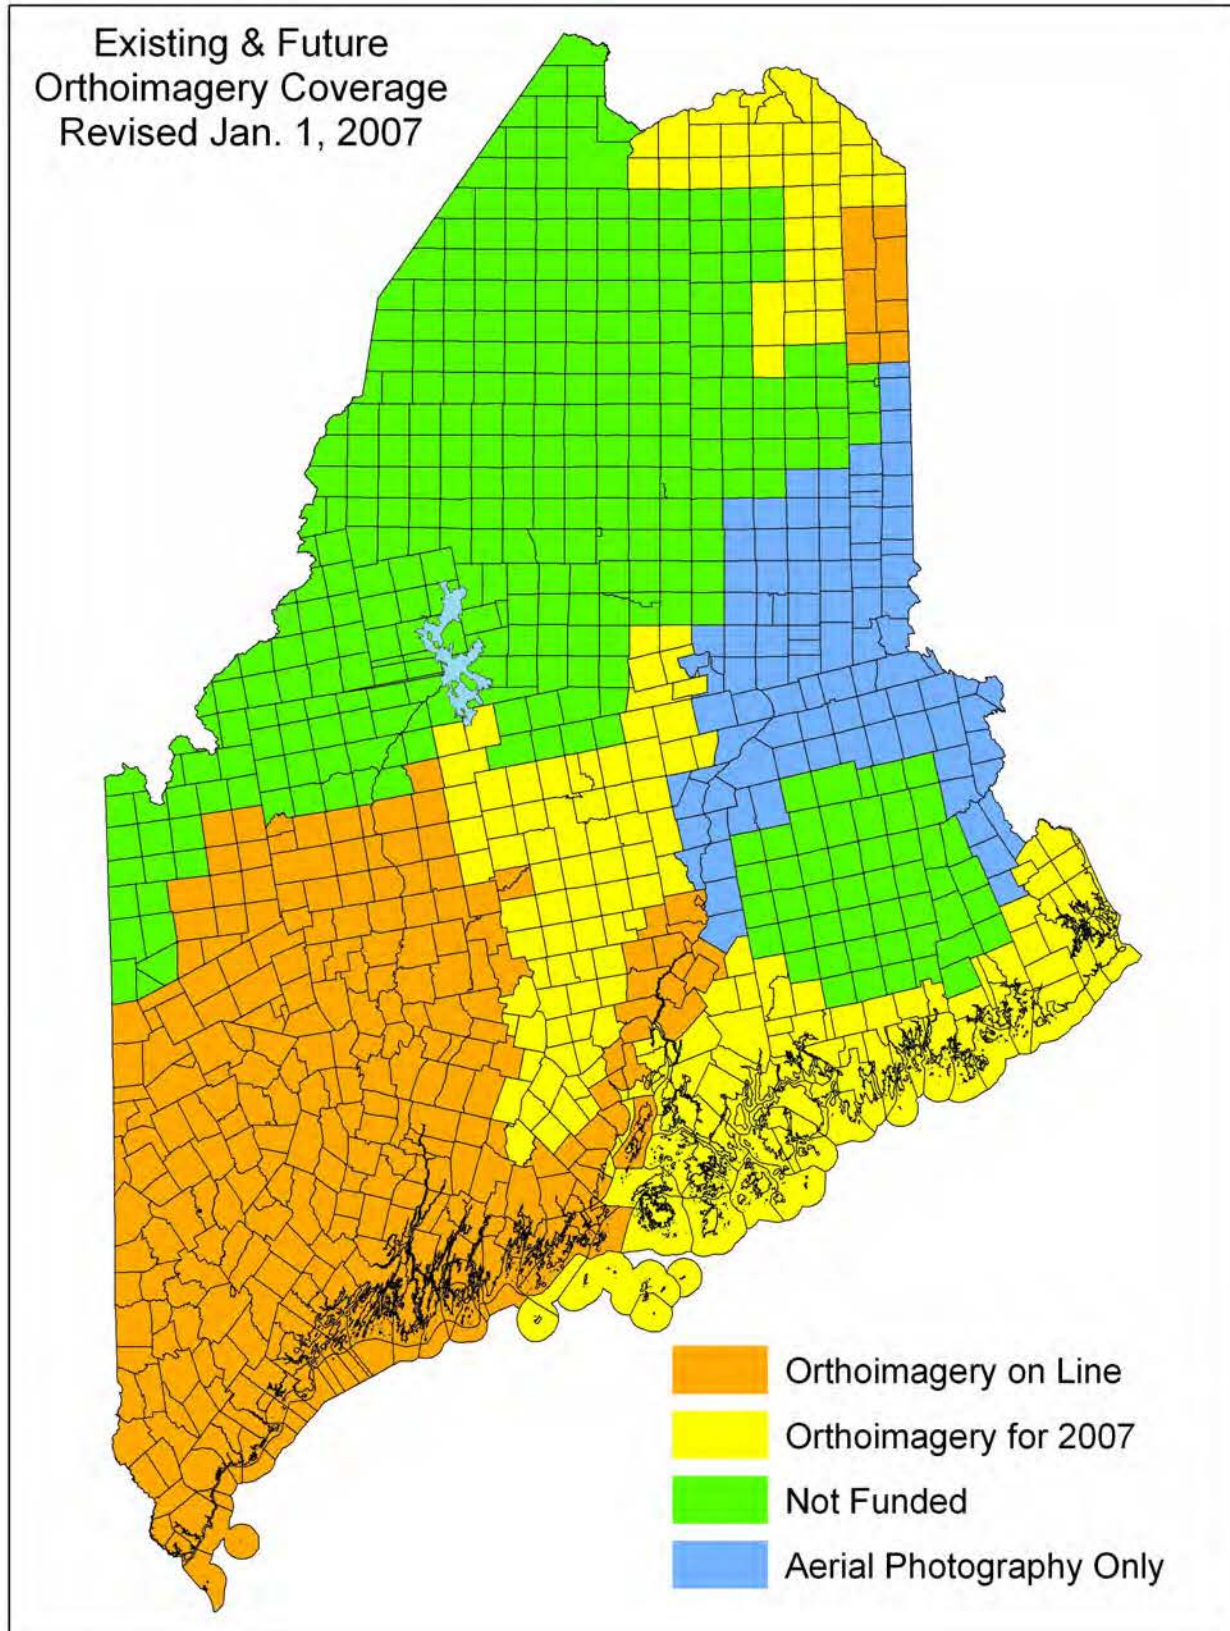 Existing & Future
Orthoimagery Coverage
Revised Jan. 1, 2007
Orthoimagery on Line
Orthoimagery for 2007
Not Funded
Aerial Photography Only